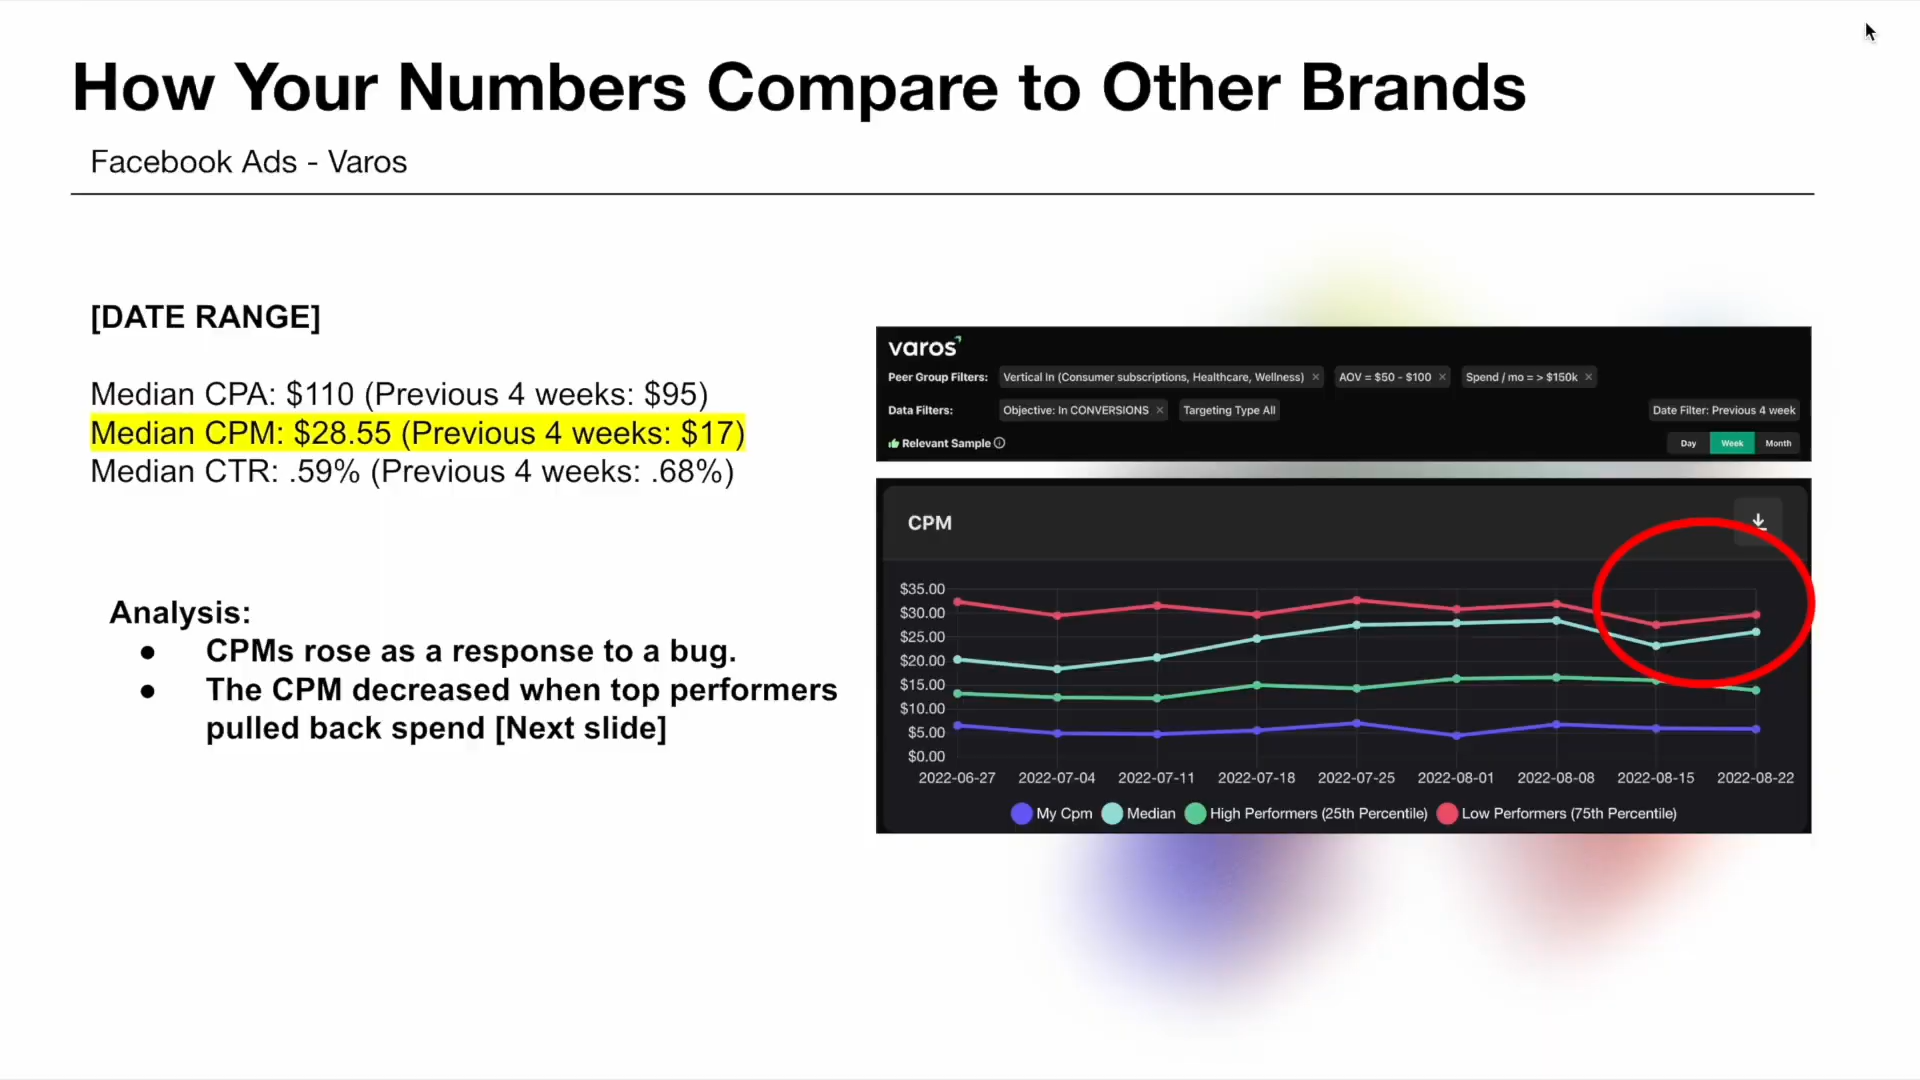 How Your Numbers Compare to Other Brands
Facebook Ads - Varos
[DATE RANGE]
Median CPA: $110 (Previous 4 weeks: $95)
Median CPM: $28.55 (Previous 4 weeks: $17)
Median CTR: .59% (Previous 4 weeks: .68%)
Analysis:
● CPMs rose as a response to a bug.
● The CPM decreased when top performers
pulled back spend [Next slide]
varos
Peer Group Filters: Vertical In (Consumer subscriptions, Healthcare, Wellness) × AOV = $50 - $100 × Spend / mo = > $150k ×
Data Filters: Objective: In CONVERSIONS × Targeting Type All Date Filter: Previous 4 week
Relevant Sample Day Week Month
CPM
$35.00
$30.00
$25.00
$20.00
$15.00
$10.00
$5.00
$0.00
2022-06-27 2022-07-04 2022-07-11 2022-07-18 2022-07-25 2022-08-01 2022-08-08 2022-08-15 2022-08-22
My Cpm Median High Performers (25th Percentile) Low Performers (75th Percentile)